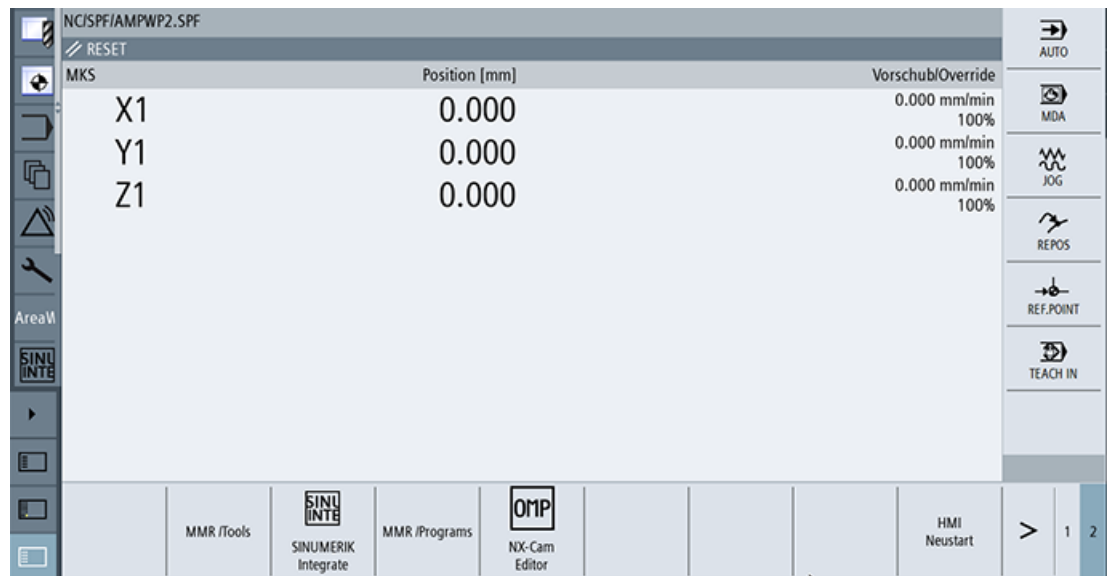 NC/SPF/AMPWP2.SPF
RESET
MKS Position [mm] Vorschub/Override
X1 0.000 0.000 mm/min
100%
Y1 0.000 0.000 mm/min
100%
Z1 0.000 0.000 mm/min
100%
AUTO
MDA
JOG
REPOS
REF.POINT
TEACH IN
AreaW
SINU
INTE
MMR /Tools
SINU
INTE
SINUMERIK
Integrate
MMR /Programs
OMP
NX-Cam
Editor
HMI
Neustart
> 1 2